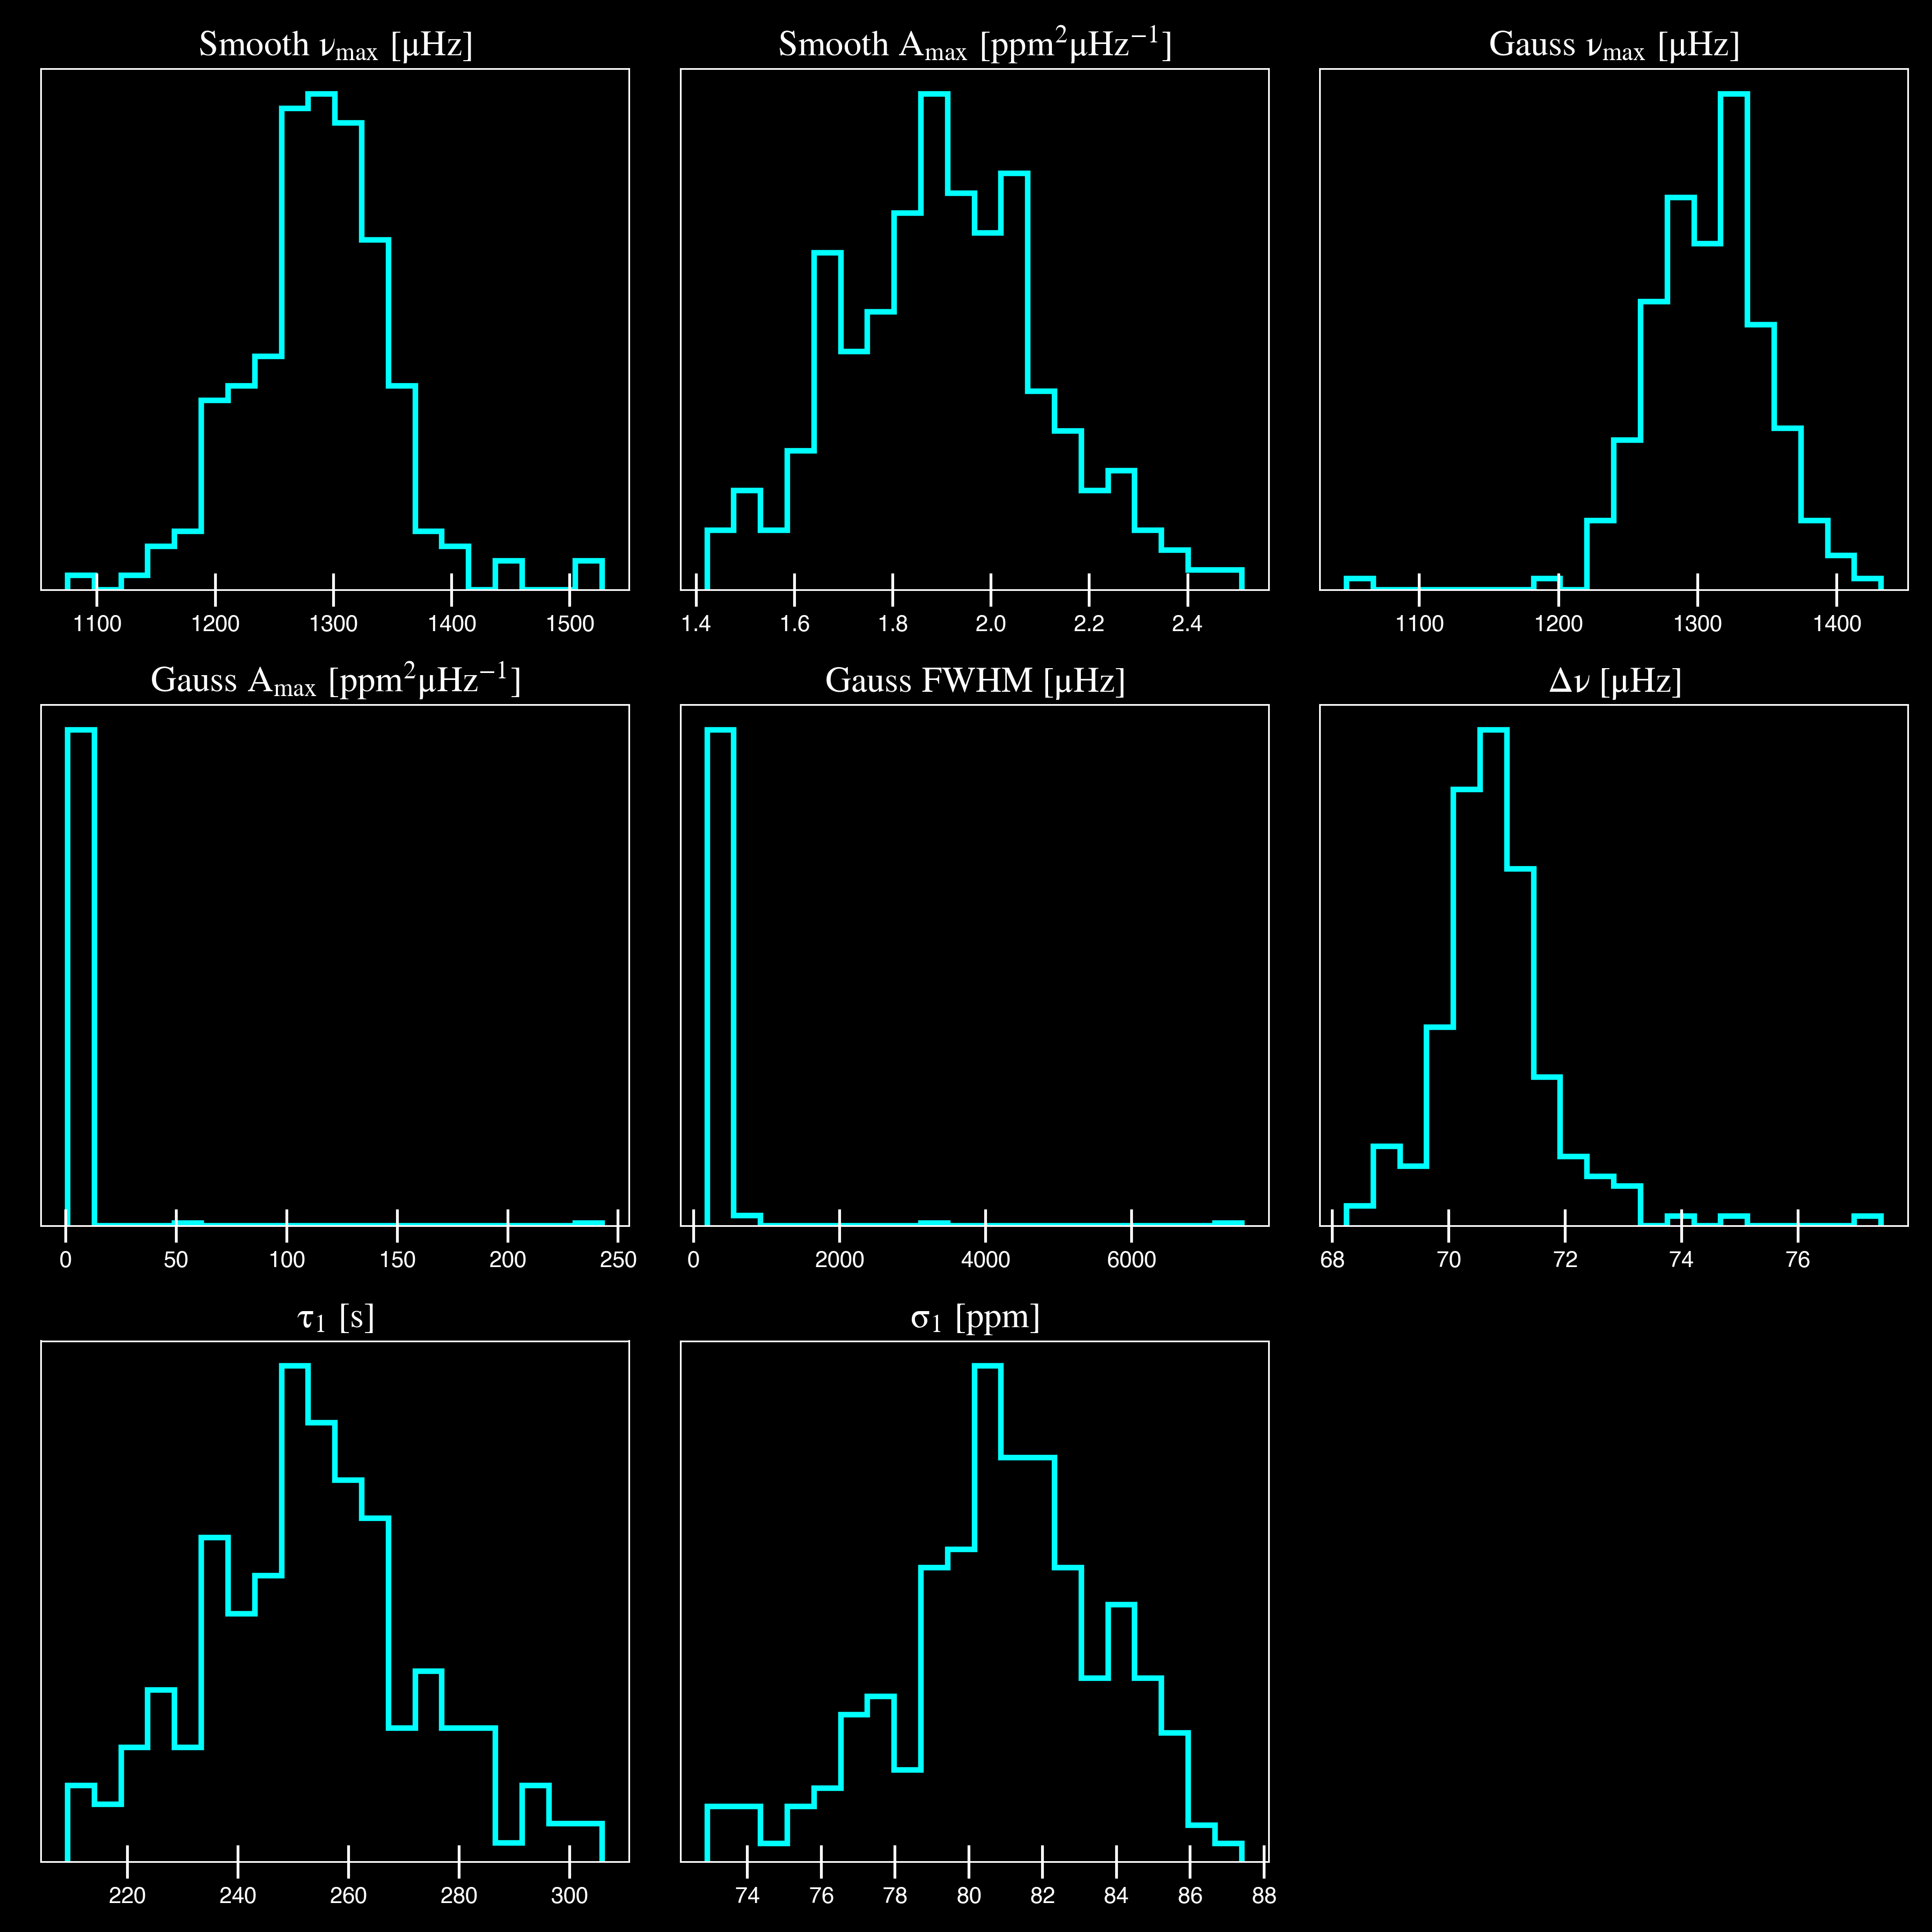 Smooth ν_max [μHz] Smooth A_max [ppm²μHz⁻¹] Gauss ν_max [μHz]
1100 1200 1300 1400 1500 1.4 1.6 1.8 2.0 2.2 2.4 1100 1200 1300 1400
Gauss A_max [ppm²μHz⁻¹] Gauss FWHM [μHz] Δν [μHz]
0 50 100 150 200 250 0 2000 4000 6000 68 70 72 74 76
τ₁ [s] σ₁ [ppm]
220 240 260 280 300 74 76 78 80 82 84 86 88